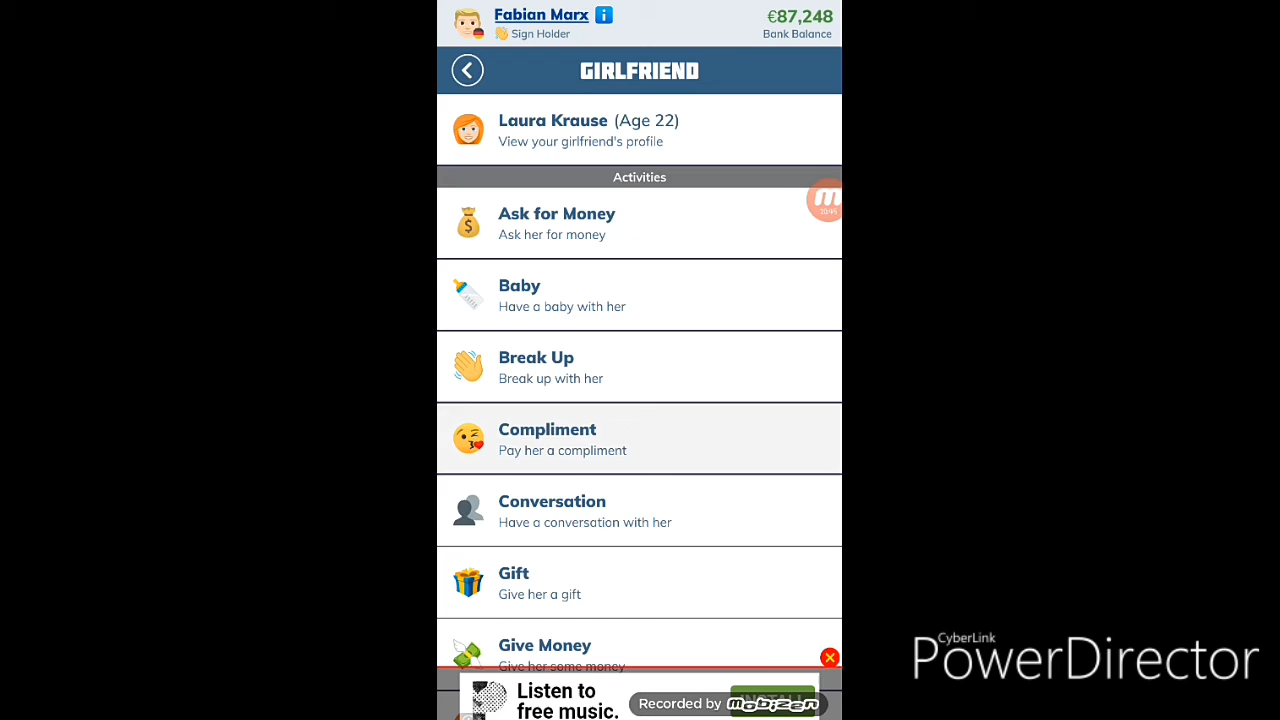 Fabian Marx
Sign Holder
€87,248
Bank Balance
GIRLFRIEND
Laura Krause (Age 22)
View your girlfriend's profile
Activities
Ask for Money
Ask her for money
Baby
Have a baby with her
Break Up
Break up with her
Compliment
Pay her a compliment
Conversation
Have a conversation with her
Gift
Give her a gift
Give Money
Give her some money
Listen to
free music.
Recorded by mobizen
CyberLink
PowerDirector